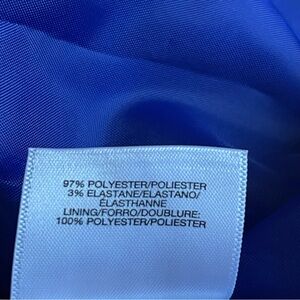 97% POLYESTER/POLIESTER
3% ELASTANE/ELASTANO/
ÉLASTHANNE
LINING/FORRO/DOUBLURE:
100% POLYESTER/POLIESTER